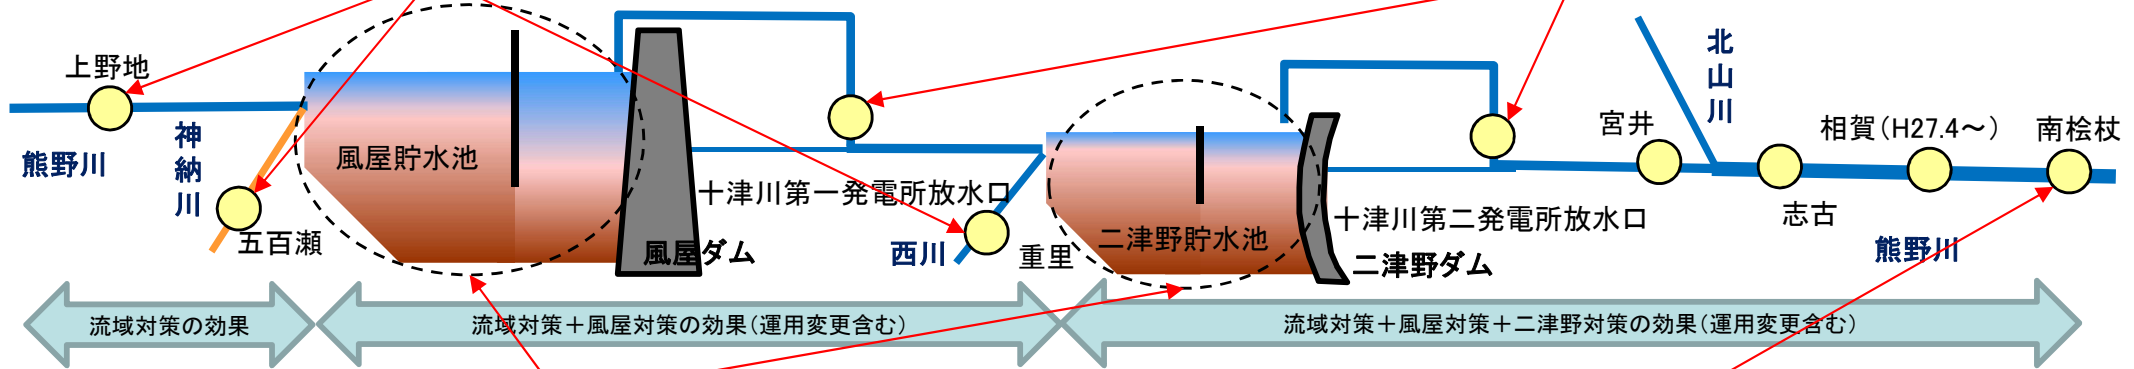 上野地
熊野川
神納川
五百瀬
風屋貯水池
風屋ダム
十津川第一発電所放水口
西川
重里
二津野貯水池
十津川第二発電所放水口
二津野ダム
宮井
北山川
志古
相賀(H27.4～)
熊野川
南桧杖
流域対策の効果
流域対策＋風屋対策の効果(運用変更含む)
流域対策＋風屋対策＋二津野対策の効果(運用変更含む)